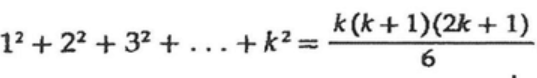 1² + 2² + 3² + . . . + k² = k(k + 1)(2k + 1) / 6